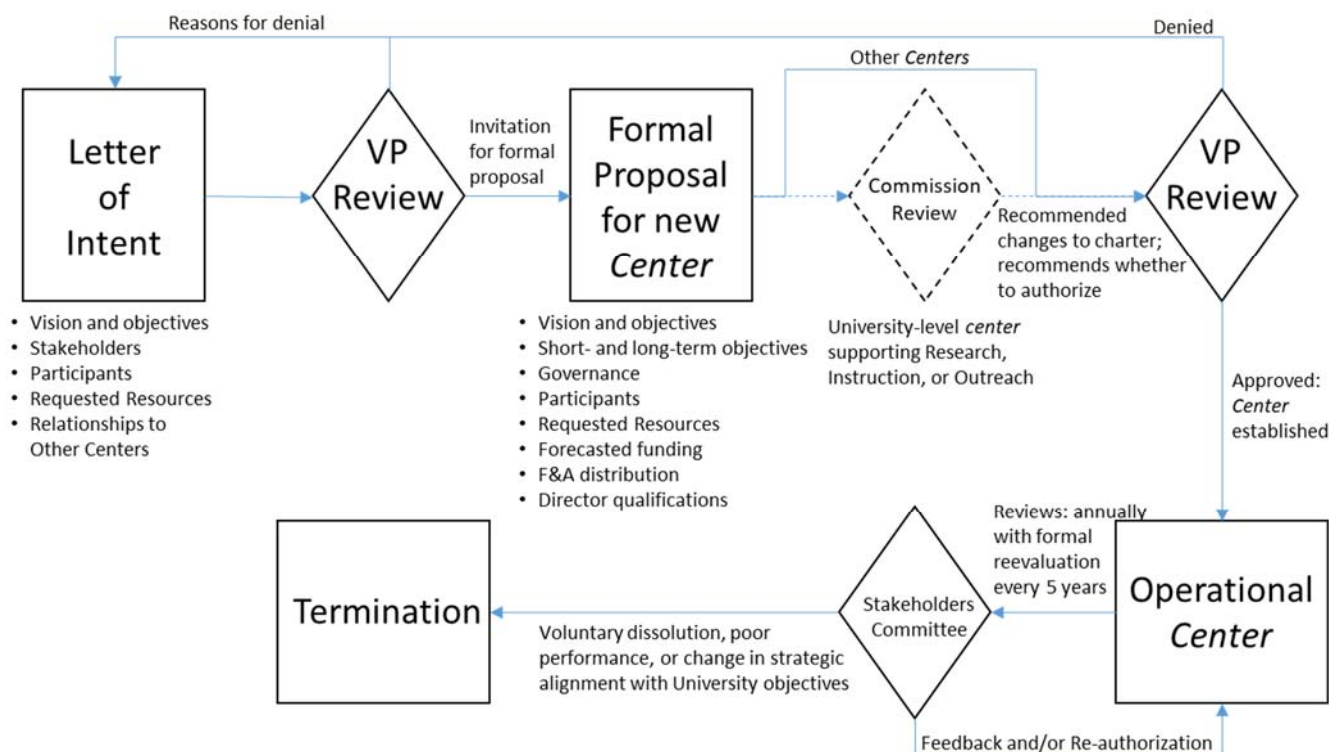 Reasons for denial
Denied
Other Centers
Letter
of
Intent
VP
Review
Invitation
for formal
proposal
Formal
Proposal
for new
Center
Commission
Review
Recommended
changes to charter;
recommends whether
to authorize
VP
Review
• Vision and objectives
• Stakeholders
• Participants
• Requested Resources
• Relationships to
Other Centers
• Vision and objectives
• Short- and long-term objectives
• Governance
• Participants
• Requested Resources
• Forecasted funding
• F&A distribution
• Director qualifications
University-level center
supporting Research,
Instruction, or Outreach
Approved:
Center
established
Termination
Voluntary dissolution, poor
performance, or change in strategic
alignment with University objectives
Stakeholders
Committee
Reviews: annually
with formal
reevaluation
every 5 years
Operational
Center
Feedback and/or Re-authorization